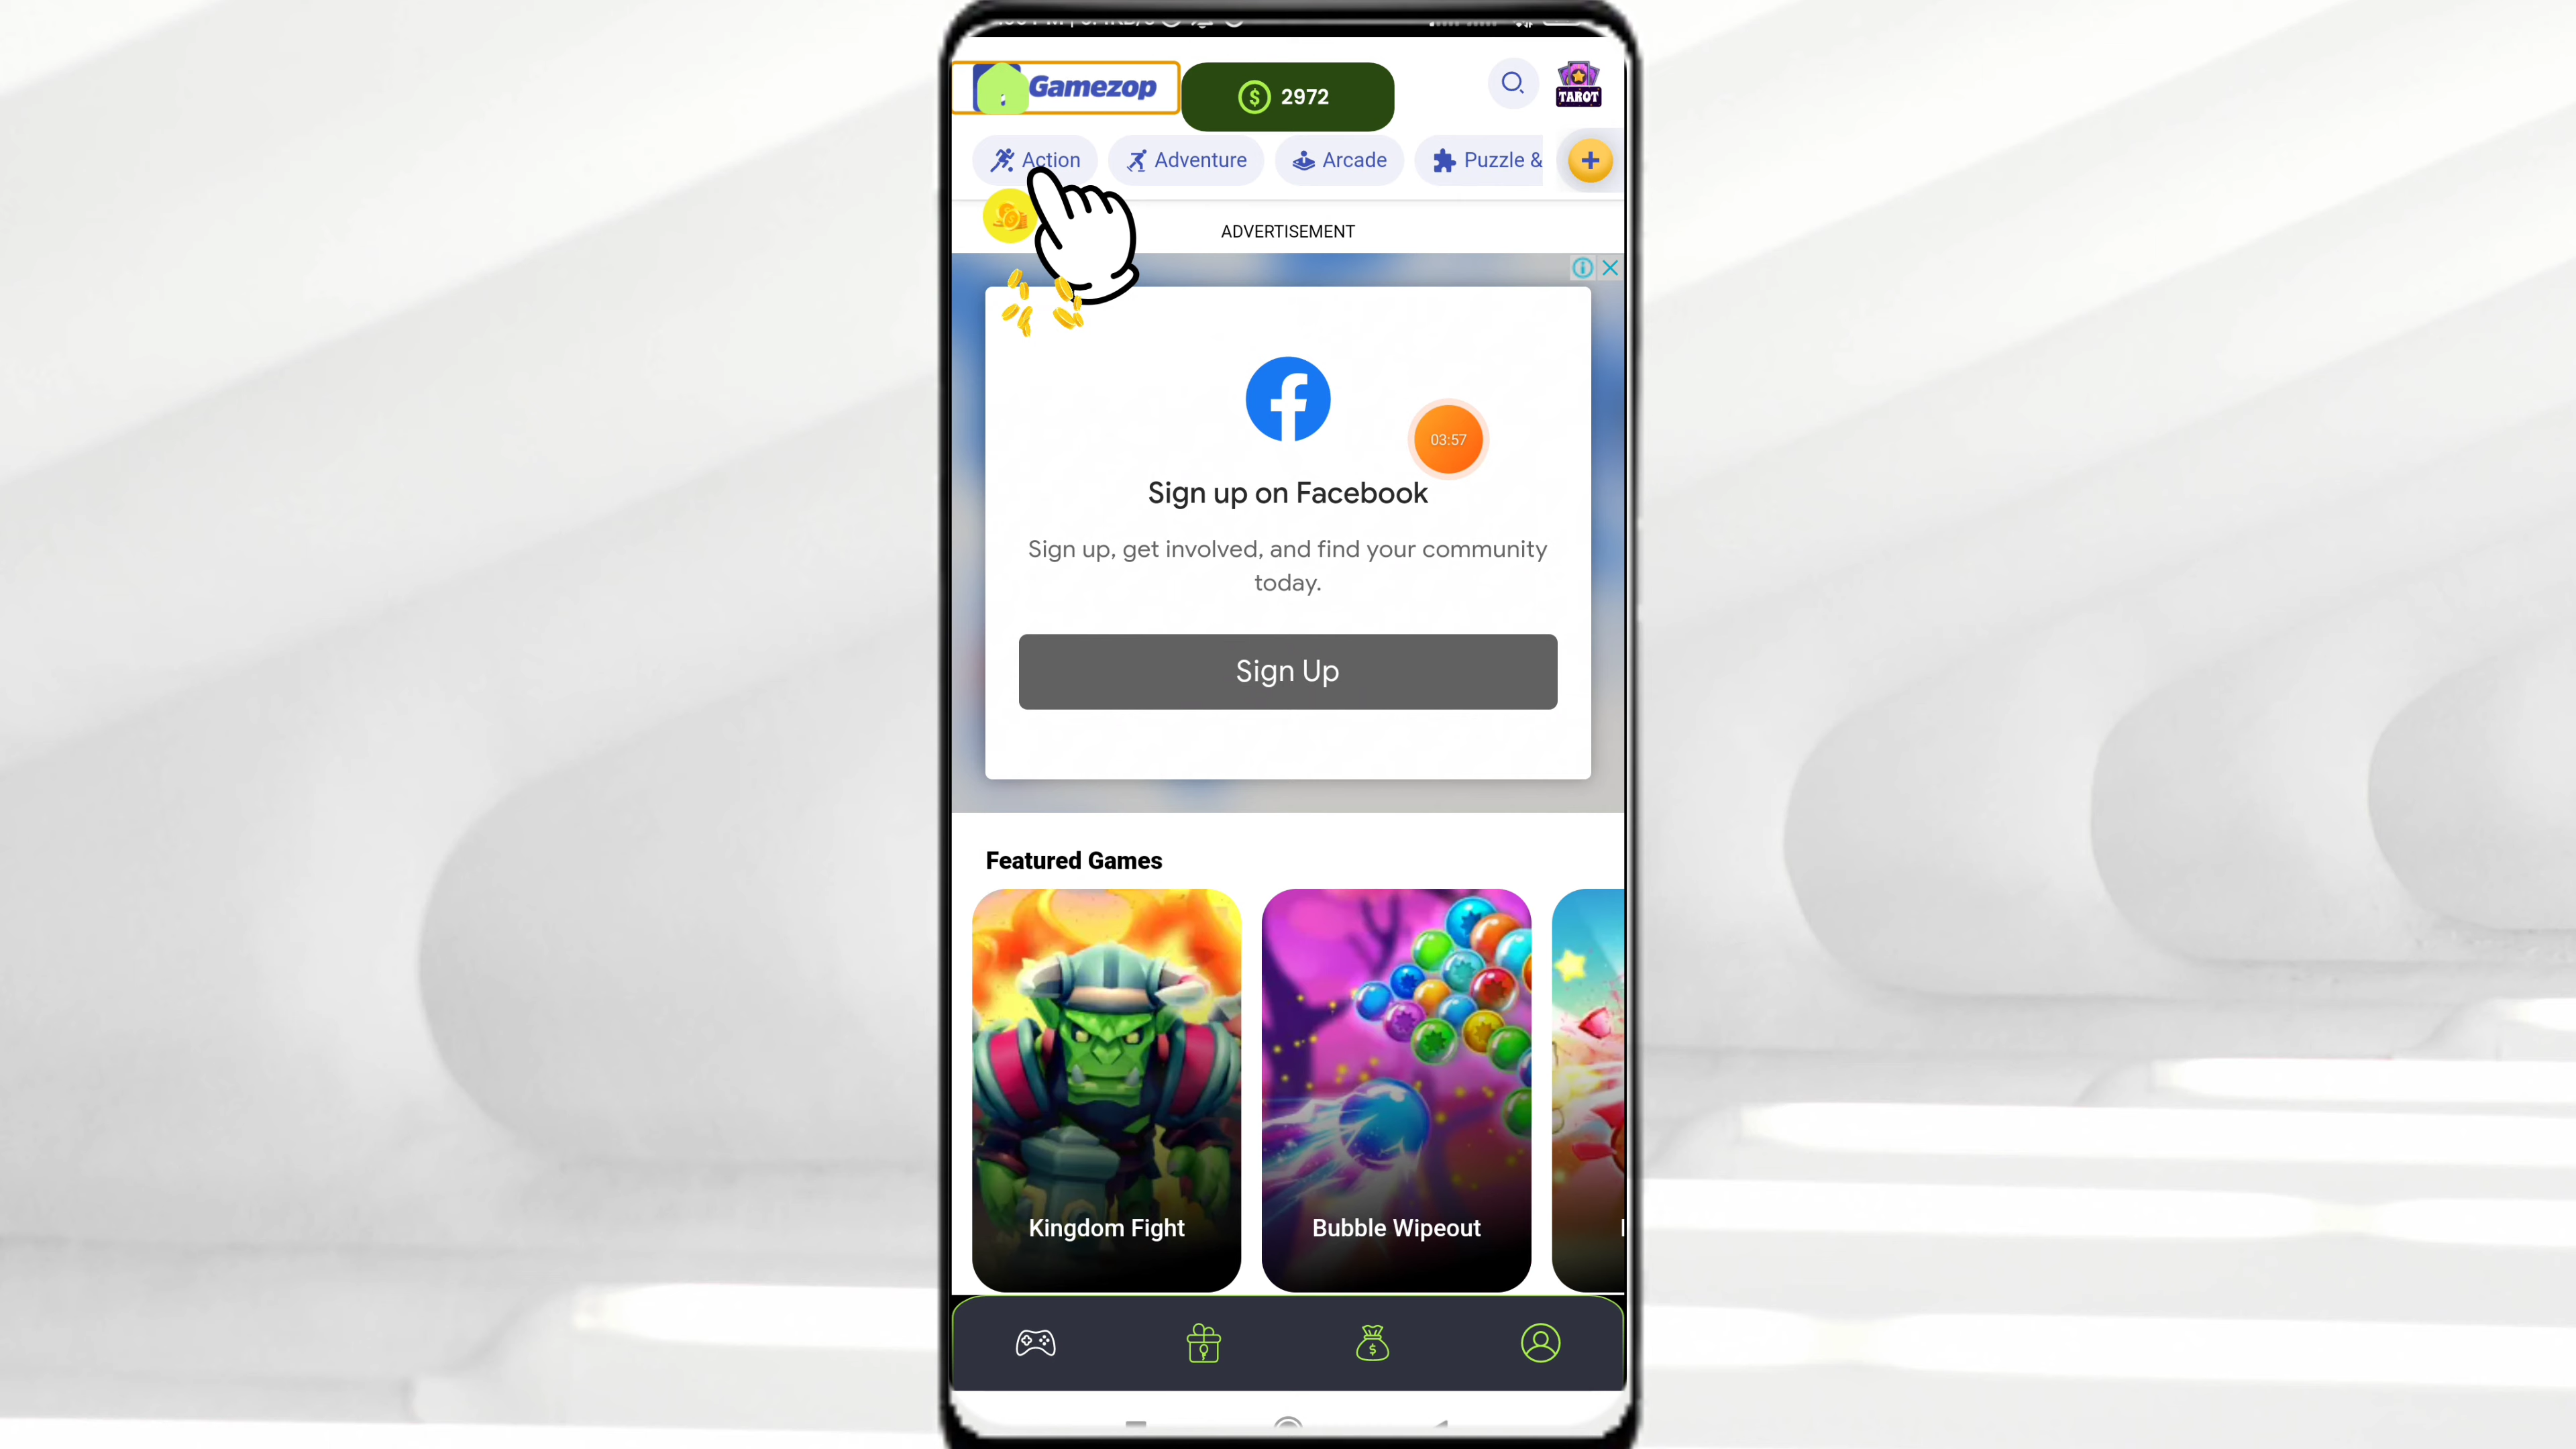 Gamezop
2972
TAROT
Action
Adventure
Arcade
Puzzle &
ADVERTISEMENT
03:57
Sign up on Facebook
Sign up, get involved, and find your community
today.
Sign Up
Featured Games
Kingdom Fight
Bubble Wipeout